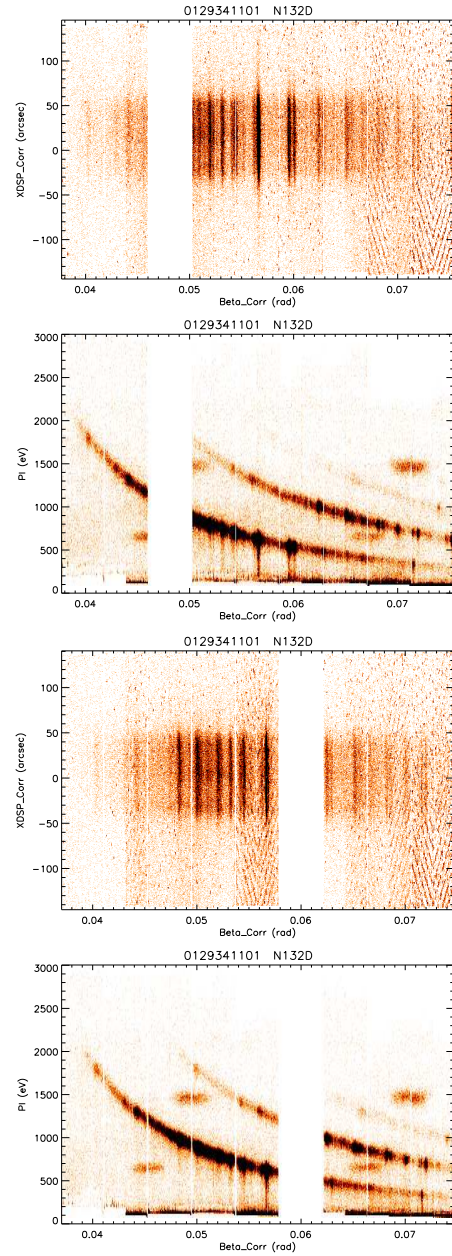 0129341101 N132D
XDSP_Corr (arcsec)
100
50
0
−50
−100
0.04 0.05 0.06 0.07
Beta_Corr (rad)
0129341101 N132D
PI (eV)
3000
2500
2000
1500
1000
500
0
0.04 0.05 0.06 0.07
Beta_Corr (rad)
0129341101 N132D
XDSP_Corr (arcsec)
100
50
0
−50
−100
0.04 0.05 0.06 0.07
Beta_Corr (rad)
0129341101 N132D
PI (eV)
3000
2500
2000
1500
1000
500
0
0.04 0.05 0.06 0.07
Beta_Corr (rad)